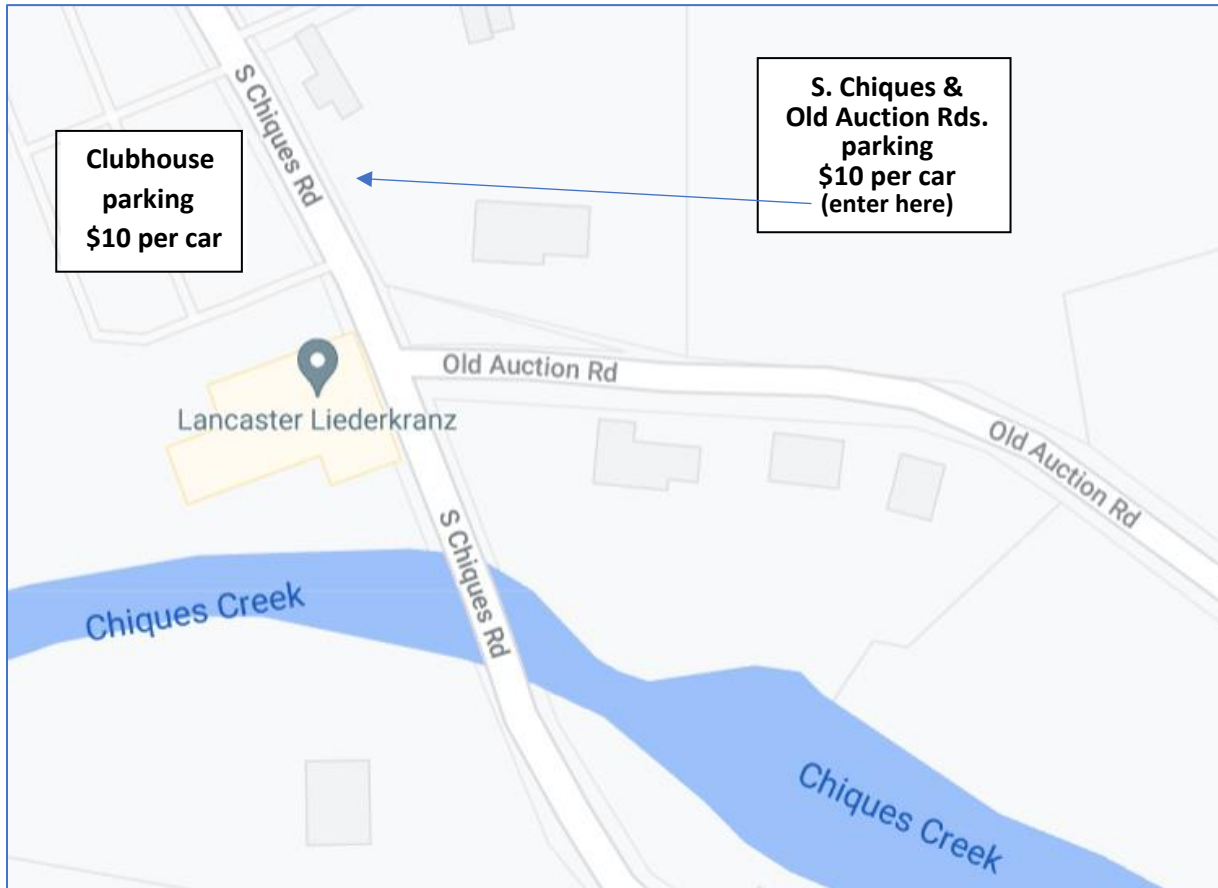 S Chiques Rd
Clubhouse
parking
$10 per car
S. Chiques &
Old Auction Rds.
parking
$10 per car
(enter here)
Old Auction Rd
Lancaster Liederkranz
Old Auction Rd
S Chiques Rd
Chiques Creek
Chiques Creek